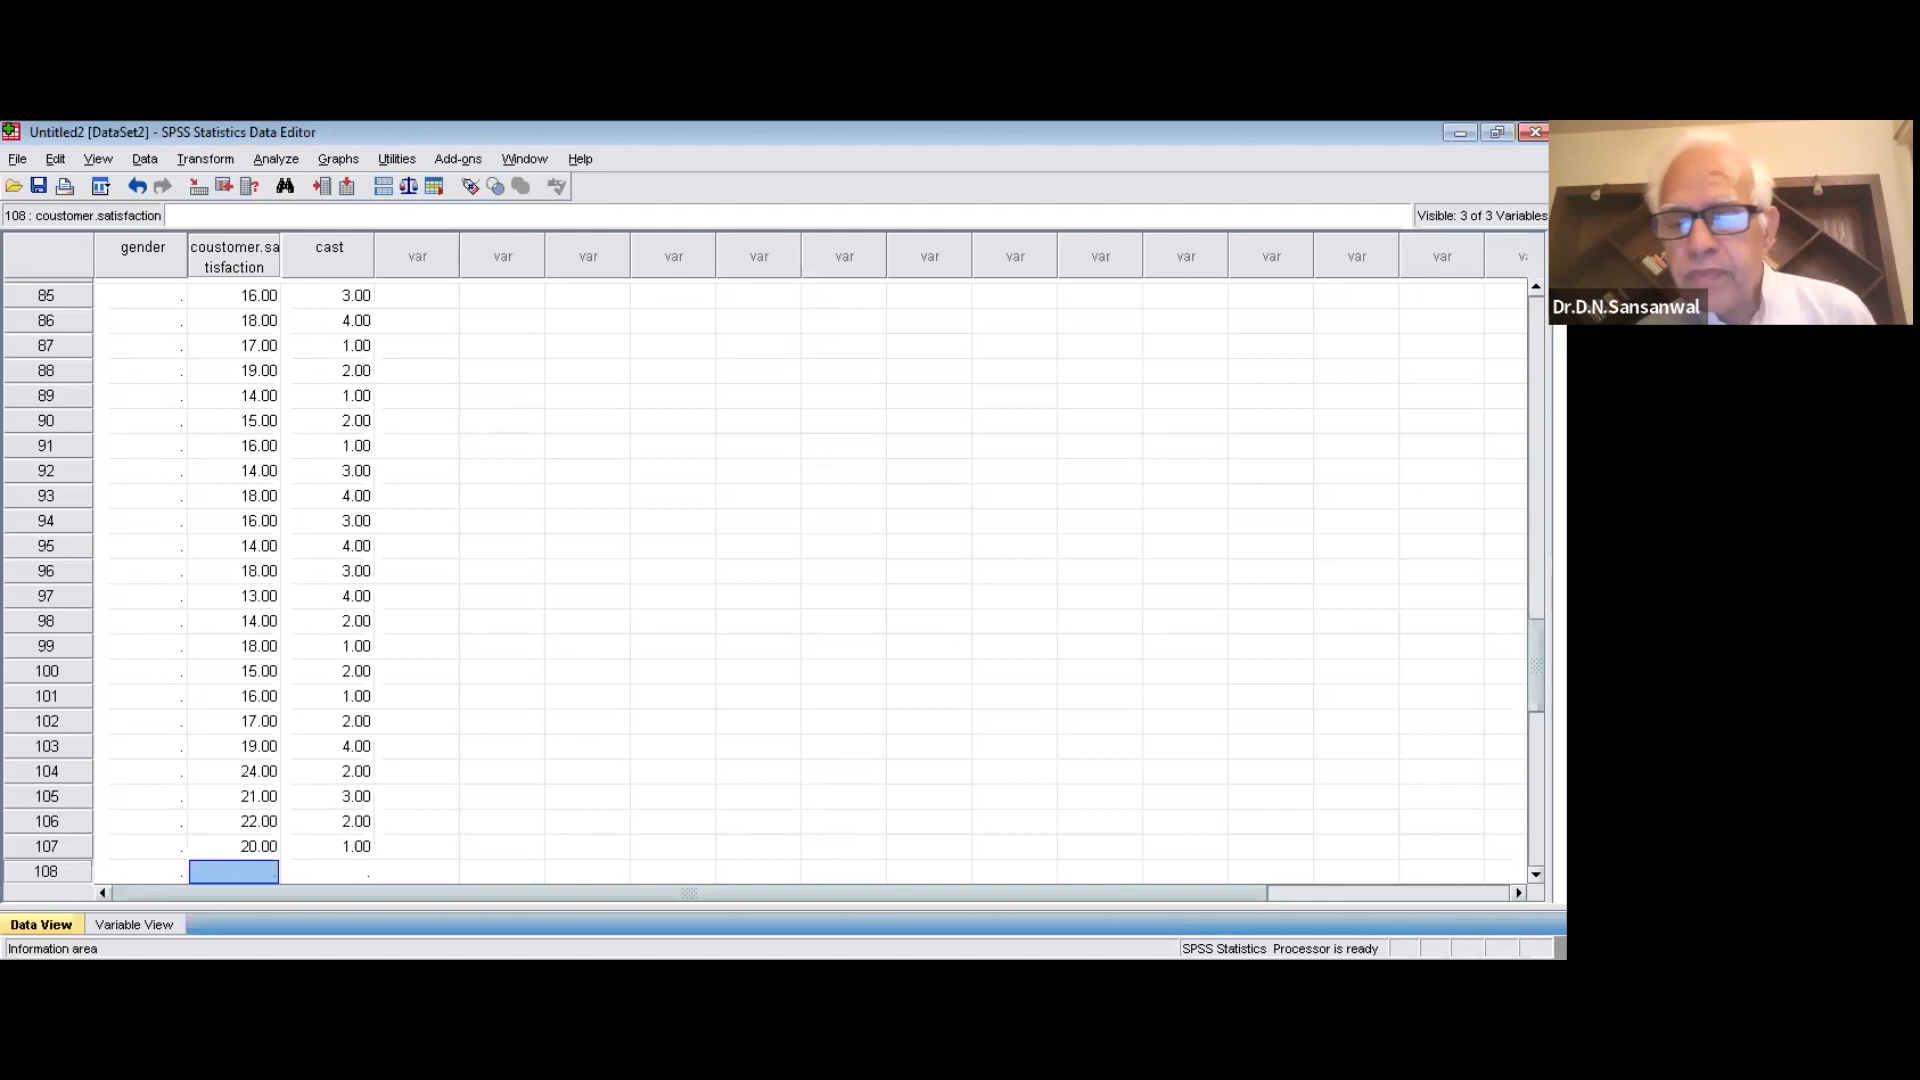 Untitled2 [DataSet2] - SPSS Statistics Data Editor
File Edit View Data Transform Analyze Graphs Utilities Add-ons Window Help
108 : coustomer.satisfaction
Visible: 3 of 3 Variables
gender coustomer.sa cast var var var var var var var var var var var var var va
tisfaction
85 . 16.00 3.00
86 . 18.00 4.00
87 . 17.00 1.00
88 . 19.00 2.00
89 . 14.00 1.00
90 . 15.00 2.00
91 . 16.00 1.00
92 . 14.00 3.00
93 . 18.00 4.00
94 . 16.00 3.00
95 . 14.00 4.00
96 . 18.00 3.00
97 . 13.00 4.00
98 . 14.00 2.00
99 . 18.00 1.00
100 . 15.00 2.00
101 . 16.00 1.00
102 . 17.00 2.00
103 . 19.00 4.00
104 . 24.00 2.00
105 . 21.00 3.00
106 . 22.00 2.00
107 . 20.00 1.00
108 . . .
Data View Variable View
Information area
SPSS Statistics Processor is ready
Dr.D.N.Sansanwal